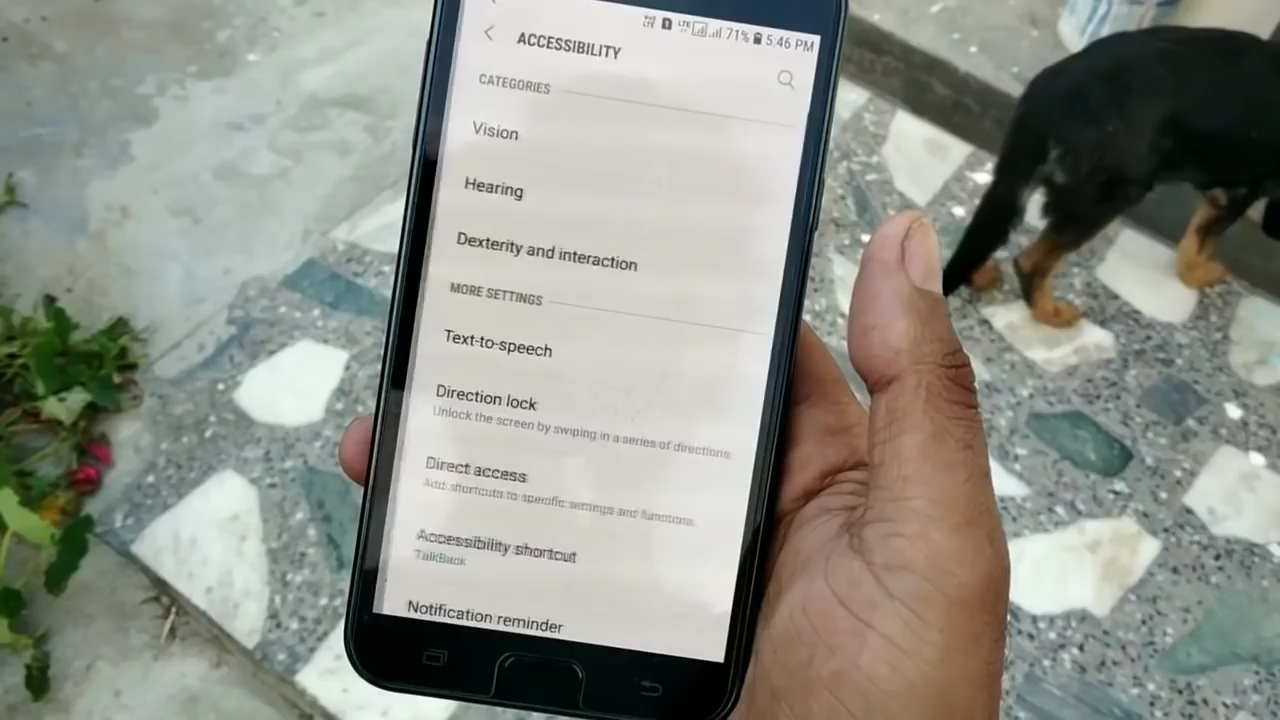 71% 5:46 PM
ACCESSIBILITY
CATEGORIES
Vision
Hearing
Dexterity and interaction
MORE SETTINGS
Text-to-speech
Direction lock
Unlock the screen by swiping in a series of directions.
Direct access
Add shortcuts to specific settings and functions.
Accessibility shortcut
TalkBack
Notification reminder